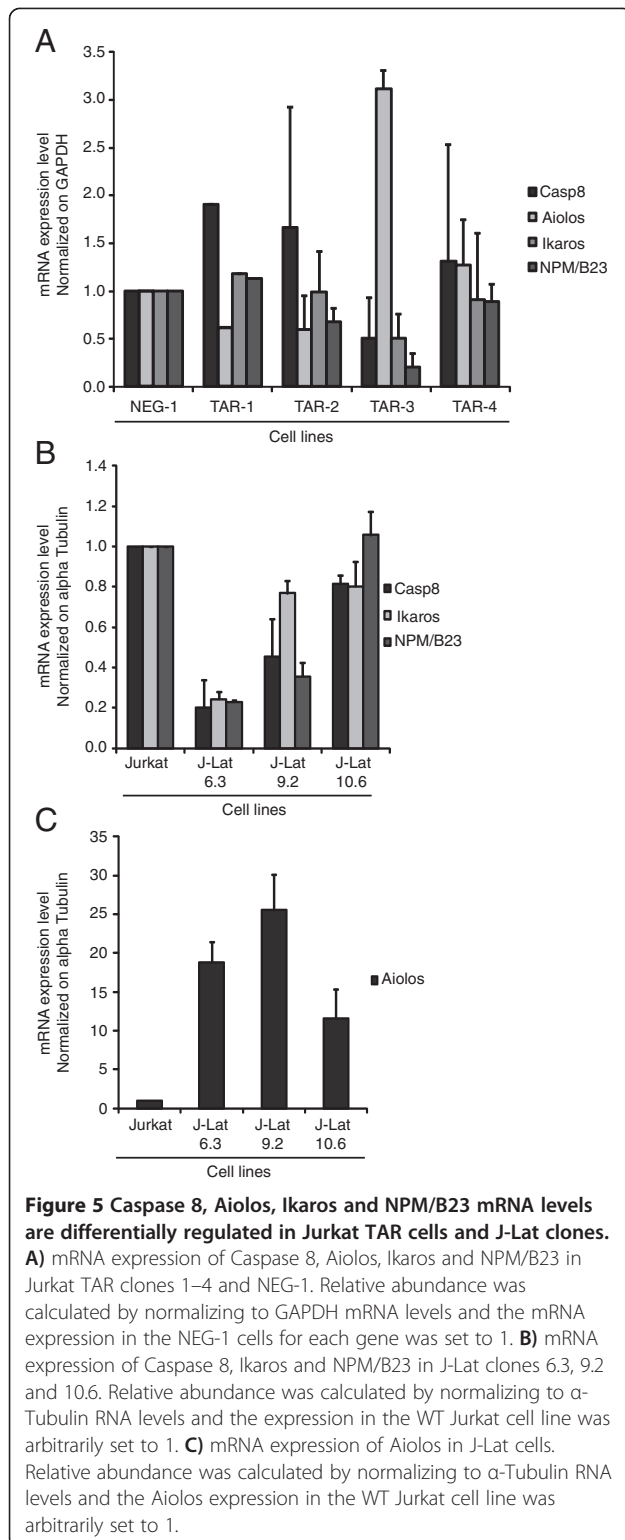 A
mRNA expression level
Normalized on GAPDH
3.5
3.0
2.5
2.0
1.5
1.0
0.5
0.0
Casp8
Aiolos
Ikaros
NPM/B23
NEG-1 TAR-1 TAR-2 TAR-3 TAR-4
Cell lines
B
mRNA expression level
Normalized on alpha Tubulin
1.4
1.2
1.0
0.8
0.6
0.4
0.2
0.0
Casp8
Ikaros
NPM/B23
Jurkat J-Lat J-Lat J-Lat
6.3 9.2 10.6
Cell lines
C
mRNA expression level
Normalized on alpha Tubulin
35
30
25
20
15
10
5
0
Aiolos
Jurkat J-Lat J-Lat J-Lat
6.3 9.2 10.6
Cell lines
Figure 5 Caspase 8, Aiolos, Ikaros and NPM/B23 mRNA levels
are differentially regulated in Jurkat TAR cells and J-Lat clones.
A) mRNA expression of Caspase 8, Aiolos, Ikaros and NPM/B23 in
Jurkat TAR clones 1–4 and NEG-1. Relative abundance was
calculated by normalizing to GAPDH mRNA levels and the mRNA
expression in the NEG-1 cells for each gene was set to 1. B) mRNA
expression of Caspase 8, Ikaros and NPM/B23 in J-Lat clones 6.3, 9.2
and 10.6. Relative abundance was calculated by normalizing to α-
Tubulin RNA levels and the expression in the WT Jurkat cell line was
arbitrarily set to 1. C) mRNA expression of Aiolos in J-Lat cells.
Relative abundance was calculated by normalizing to α-Tubulin RNA
levels and the Aiolos expression in the WT Jurkat cell line was
arbitrarily set to 1.